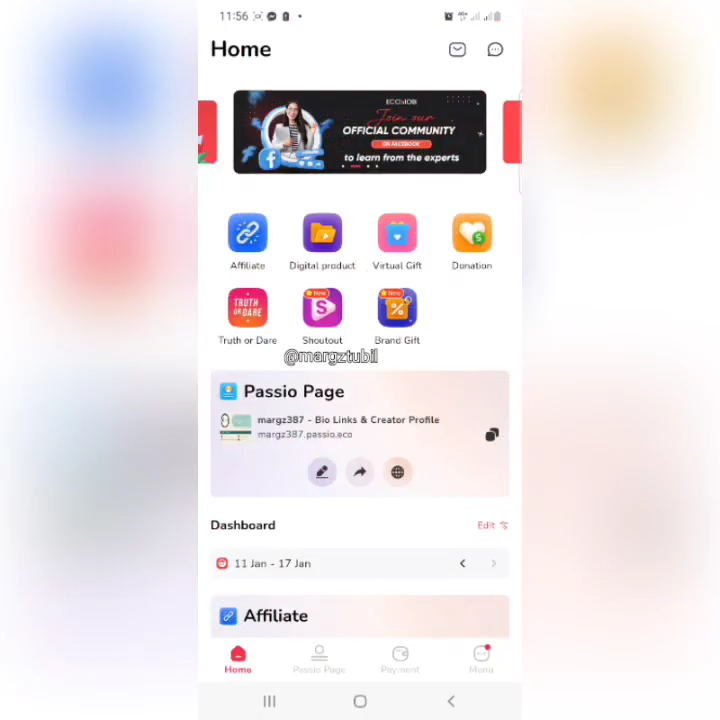 11:56
Home
ECOMOBI
Join our
OFFICIAL COMMUNITY
ON FACEBOOK
to learn from the experts
Affiliate
Digital product
Virtual Gift
Donation
TRUTH OR DARE
New
New
Truth or Dare
Shoutout
Brand Gift
@margztubil
Passio Page
margz387 - Bio Links & Creator Profile
margz387.passio.eco
Dashboard
Edit
11 Jan - 17 Jan
Affiliate
Home
Passio Page
Payment
Menu